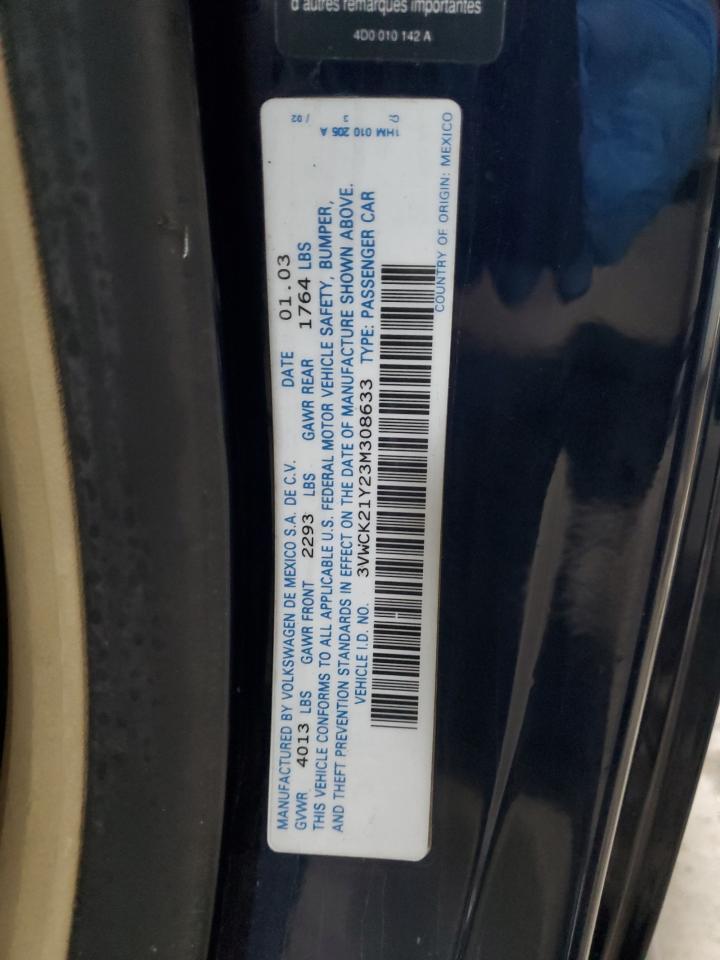 d'autres remarques importantes
4D0 010 142 A
MANUFACTURED BY VOLKSWAGEN DE MEXICO S.A. DE C.V. DATE 01.03
GVWR 4013 LBS GAWR FRONT 2293 LBS GAWR REAR 1764 LBS
THIS VEHICLE CONFORMS TO ALL APPLICABLE U.S. FEDERAL MOTOR VEHICLE SAFETY, BUMPER,
AND THEFT PREVENTION STANDARDS IN EFFECT ON THE DATE OF MANUFACTURE SHOWN ABOVE.
VEHICLE I.D. NO. 3VWCK21Y23M308633 TYPE: PASSENGER CAR
COUNTRY OF ORIGIN: MEXICO
1HM 010 205 A
/ 02